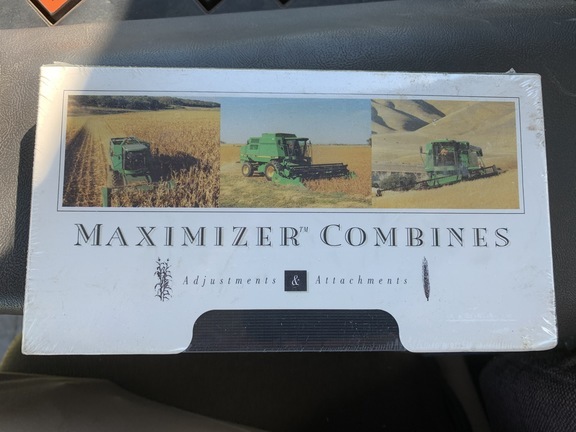 MAXIMIZER™ COMBINES
Adjustments & Attachments